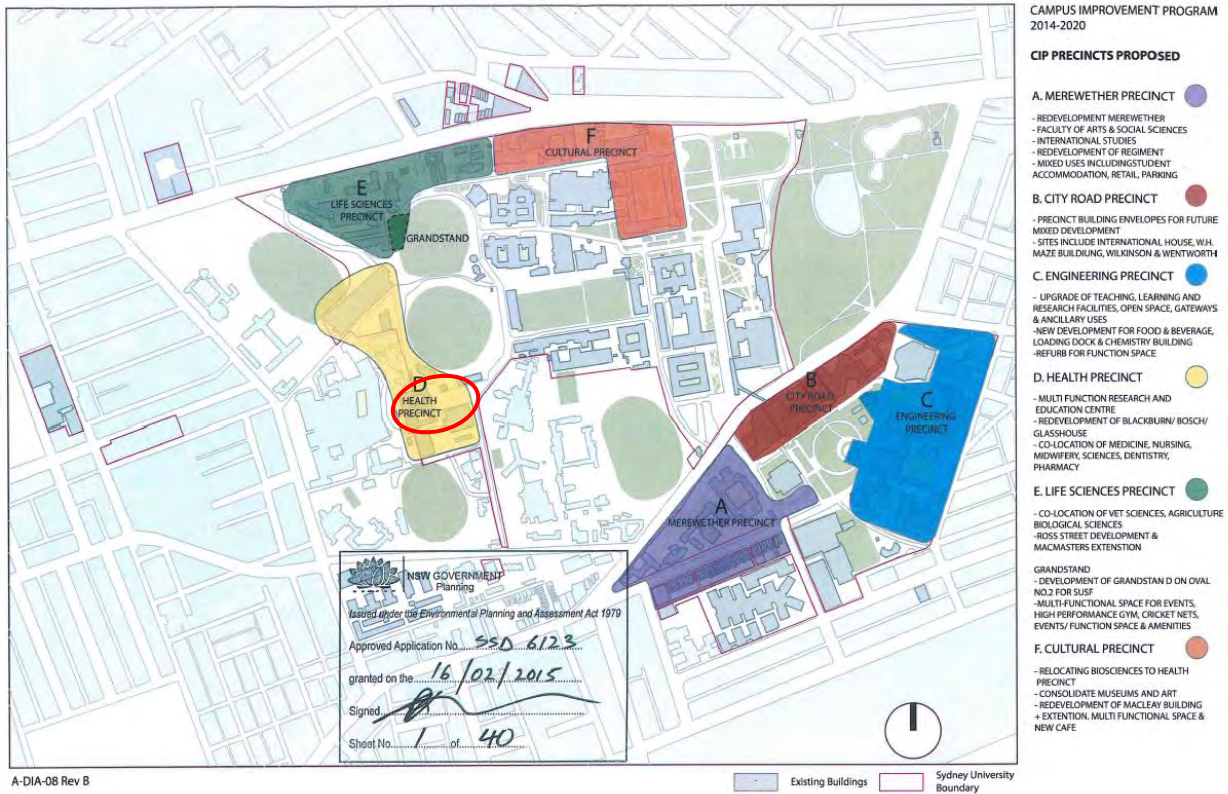 CAMPUS IMPROVEMENT PROGRAM
2014-2020
CIP PRECINCTS PROPOSED
A. MEREWETHER PRECINCT
- REDEVELOPMENT MEREWETHER
- FACULTY OF ARTS & SOCIAL SCIENCES
- INTERNATIONAL STUDIES
- REDEVELOPMENT OF REGIMENT
- MIXED USES INCLUDINGSTUDENT
ACCOMMODATION, RETAIL, PARKING
B. CITY ROAD PRECINCT
- PRECINCT BUILDING ENVELOPES FOR FUTURE
MIXED DEVELOPMENT
- SITES INCLUDE INTERNATIONAL HOUSE, W.H.
MAZE BUILDIUNG, WILKINSON & WENTWORTH
C. ENGINEERING PRECINCT
- UPGRADE OF TEACHING, LEARNING AND
RESEARCH FACILITIES, OPEN SPACE, GATEWAYS
& ANCILLARY USES
-NEW DEVELOPMENT FOR FOOD & BEVERAGE,
LOADING DOCK & CHEMISTRY BUILDING
-REFURB FOR FUNCTION SPACE
D. HEALTH PRECINCT
- MULTI FUNCTION RESEARCH AND
EDUCATION CENTRE
- REDEVELOPMENT OF BLACKBURN/ BOSCH/
GLASSHOUSE
- CO-LOCATION OF MEDICINE, NURSING,
MIDWIFERY, SCIENCES, DENTISTRY,
PHARMACY
E. LIFE SCIENCES PRECINCT
- CO-LOCATION OF VET SCIENCES, AGRICULTURE
BIOLOGICAL SCIENCES
-ROSS STREET DEVELOPMENT &
MACMASTERS EXTENSTION
GRANDSTAND
- DEVELOPMENT OF GRANDSTAN D ON OVAL
NO.2 FOR SUSF
-MULTI-FUNCTIONAL SPACE FOR EVENTS,
HIGH PERFORMANCE GYM, CRICKET NETS,
EVENTS/ FUNCTION SPACE & AMENITIES
F. CULTURAL PRECINCT
- RELOCATING BIOSCIENCES TO HEALTH
PRECINCT
- CONSOLIDATE MUSEUMS AND ART
- REDEVELOPMENT OF MACLEAY BUILDING
+ EXTENTION. MULTI FUNCTIONAL SPACE &
NEW CAFE
F
CULTURAL PRECINCT
E
LIFE SCIENCES
PRECINCT
GRANDSTAND
D
HEALTH
PRECINCT
B
CITY ROAD
PRECINCT
C
ENGINEERING
PRECINCT
A
MEREWETHER PRECINCT
NSW GOVERNMENT
Planning
Issued under the Environmental Planning and Assessment Act 1979
Approved Application No. SSD 6123
granted on the 16/02/2015
Signed
Sheet No. 1 of 40
A-DIA-08 Rev B
Existing Buildings
Sydney University
Boundary